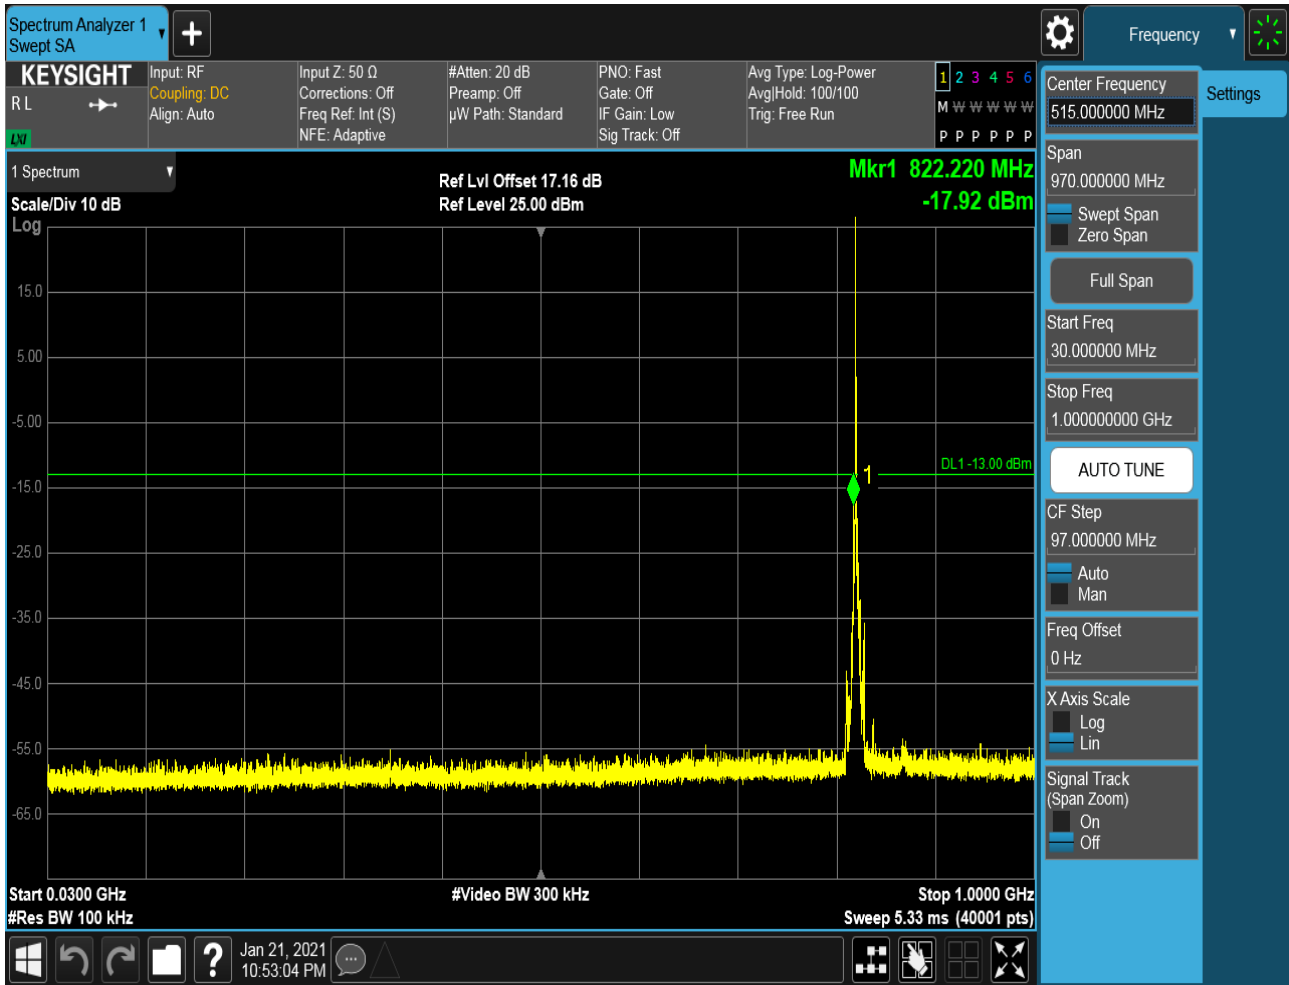 Spectrum Analyzer 1
Swept SA
Frequency
KEYSIGHT
R L
LXI
Input: RF
Coupling: DC
Align: Auto
Input Z: 50 Ω
Corrections: Off
Freq Ref: Int (S)
NFE: Adaptive
#Atten: 20 dB
Preamp: Off
µW Path: Standard
PNO: Fast
Gate: Off
IF Gain: Low
Sig Track: Off
Avg Type: Log-Power
Avg|Hold: 100/100
Trig: Free Run
1 2 3 4 5 6
M W W W W W
P P P P P P
1 Spectrum
Scale/Div 10 dB
Log
Ref Lvl Offset 17.16 dB
Ref Level 25.00 dBm
Mkr1 822.220 MHz
-17.92 dBm
15.0
5.00
-5.00
-15.0
-25.0
-35.0
-45.0
-55.0
-65.0
DL1 -13.00 dBm
1
Start 0.0300 GHz
#Res BW 100 kHz
#Video BW 300 kHz
Stop 1.0000 GHz
Sweep 5.33 ms (40001 pts)
Center Frequency
515.000000 MHz
Span
970.000000 MHz
Swept Span
Zero Span
Full Span
Start Freq
30.000000 MHz
Stop Freq
1.000000000 GHz
AUTO TUNE
CF Step
97.000000 MHz
Auto
Man
Freq Offset
0 Hz
X Axis Scale
Log
Lin
Signal Track
(Span Zoom)
On
Off
Settings
?
Jan 21, 2021
10:53:04 PM